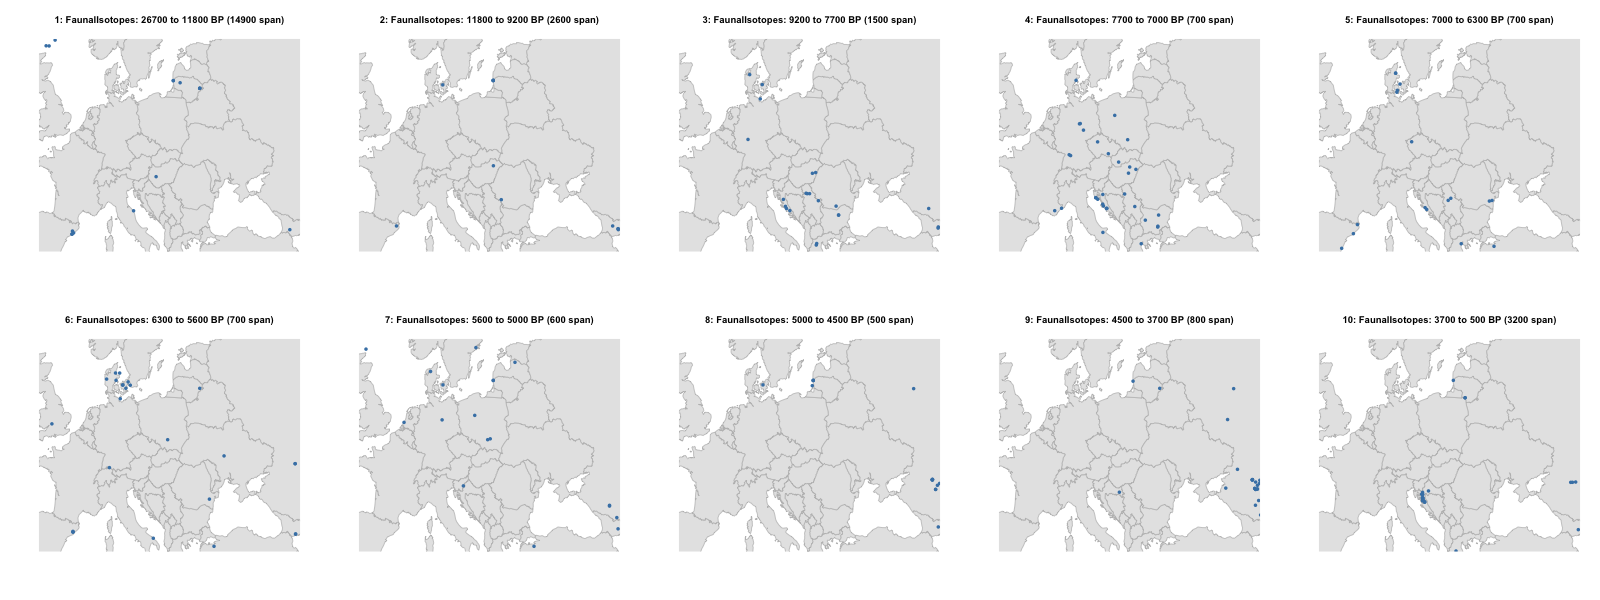 1: FaunalIsotopes: 26700 to 11800 BP (14900 span)
2: FaunalIsotopes: 11800 to 9200 BP (2600 span)
3: FaunalIsotopes: 9200 to 7700 BP (1500 span)
4: FaunalIsotopes: 7700 to 7000 BP (700 span)
5: FaunalIsotopes: 7000 to 6300 BP (700 span)
6: FaunalIsotopes: 6300 to 5600 BP (700 span)
7: FaunalIsotopes: 5600 to 5000 BP (600 span)
8: FaunalIsotopes: 5000 to 4500 BP (500 span)
9: FaunalIsotopes: 4500 to 3700 BP (800 span)
10: FaunalIsotopes: 3700 to 500 BP (3200 span)